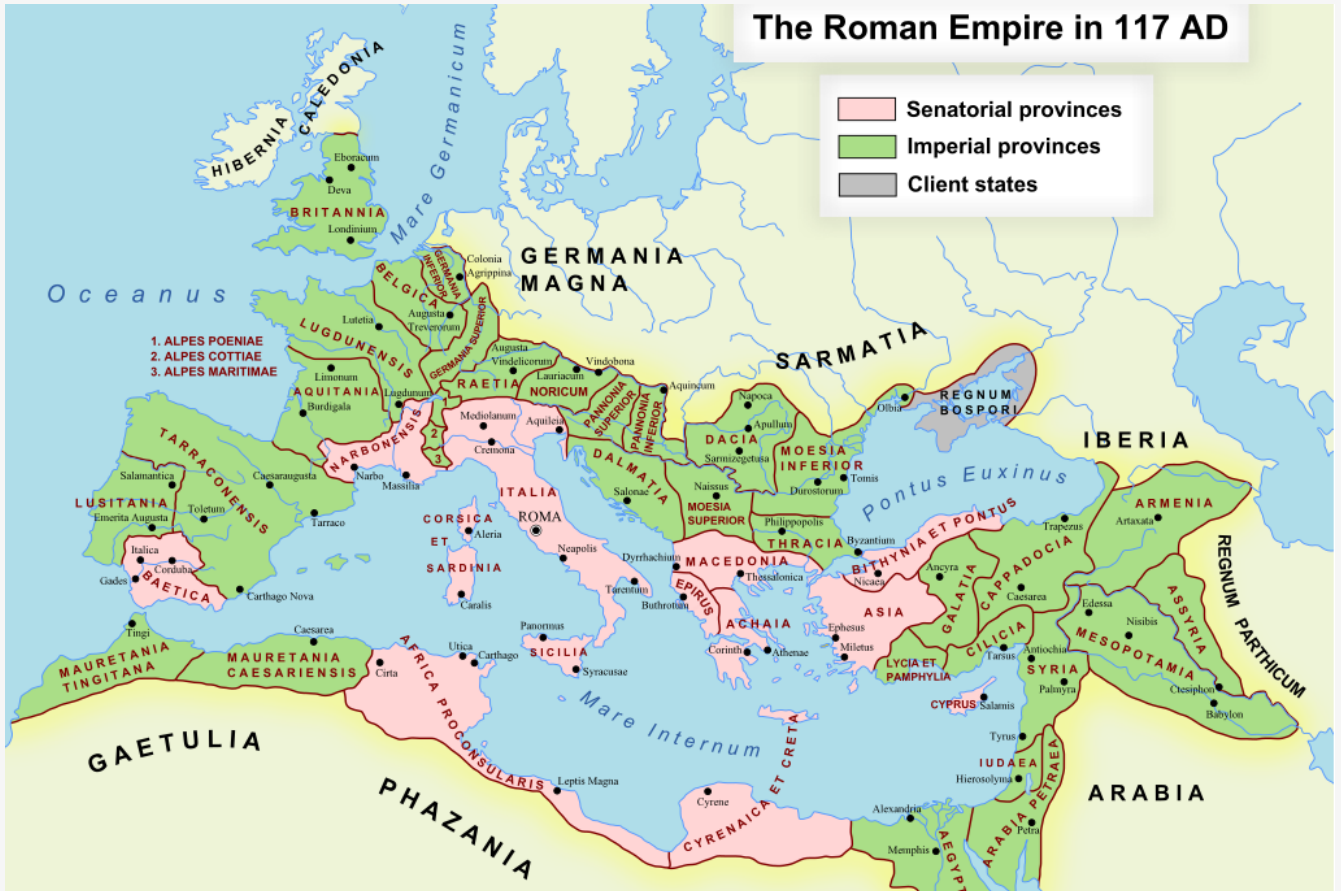 The Roman Empire in 117 AD
Senatorial provinces
Imperial provinces
Client states
CALEDONIA
HIBERNIA
Mare Germanicum
Eboracum
Deva
BRITANNIA
Londinium
Oceanus
GERMANIA
MAGNA
SARMATIA
1. ALPES POENIAE
2. ALPES COTTIAE
3. ALPES MARITIMAE
BELGICA
GERMANIA
INFERIOR
Colonia
Agrippina
Augusta
Treverorum
Lutetia
LUGDUNENSIS
GERMANIA SUPERIOR
Limonum
AQUITANIA
Burdigala
Lugdunum
Augusta
Vindelicorum
RAETIA
Lauriacum
NORICUM
Vindobona
PANNONIA
SUPERIOR
PANNONIA
INFERIOR
Aquincum
Napoca
Apullum
DACIA
Sarmizegetusa
MOESIA
INFERIOR
Durostorum
Tomis
Olbia
REGNUM
BOSPORI
IBERIA
NARBONENSIS
Narbo
Massilia
1
2
3
Mediolanum
Aquileia
Cremona
ITALIA
ROMA
Neapolis
Tarentum
DALMATIA
Salonae
Naissus
MOESIA
SUPERIOR
Philippopolis
THRACIA
Byzantium
Pontus Euxinus
TARRACONENSIS
Salamantica
Caesaraugusta
LUSITANIA
Toletum
Emerita Augusta
Tarraco
Italica
Corduba
Gades
BAETICA
Carthago Nova
CORSICA
ET
SARDINIA
Aleria
Caralis
Dyrrhachium
MACEDONIA
Thessalonica
EPIRUS
Buthrotum
ACHAIA
Corinth
Athenae
BITHYNIA ET PONTUS
Nicaea
Trapezus
ARMENIA
Artaxata
Ancyra
GALATIA
CAPPADOCIA
Caesarea
ASIA
Ephesus
Miletus
LYCIA ET
PAMPHYLIA
CILICIA
Tarsus
Antiochia
SYRIA
Palmyra
Edessa
Nisibis
MESOPOTAMIA
ASSYRIA
Ctesiphon
Babylon
REGNUM PARTHICUM
CYPRUS
Salamis
Tyrus
IUDAEA
Hierosolyma
ARABIA PETRAEA
Petra
ARABIA
Tingi
MAURETANIA
TINGITANA
Caesarea
MAURETANIA
CAESARIENSIS
Cirta
Utica
Carthago
AFRICA PROCONSULARIS
Panormus
SICILIA
Syracusae
Mare Internum
Leptis Magna
Cyrene
CYRENAICA ET CRETA
Alexandria
Memphis
AEGYPT
GAETULIA
PHAZANIA